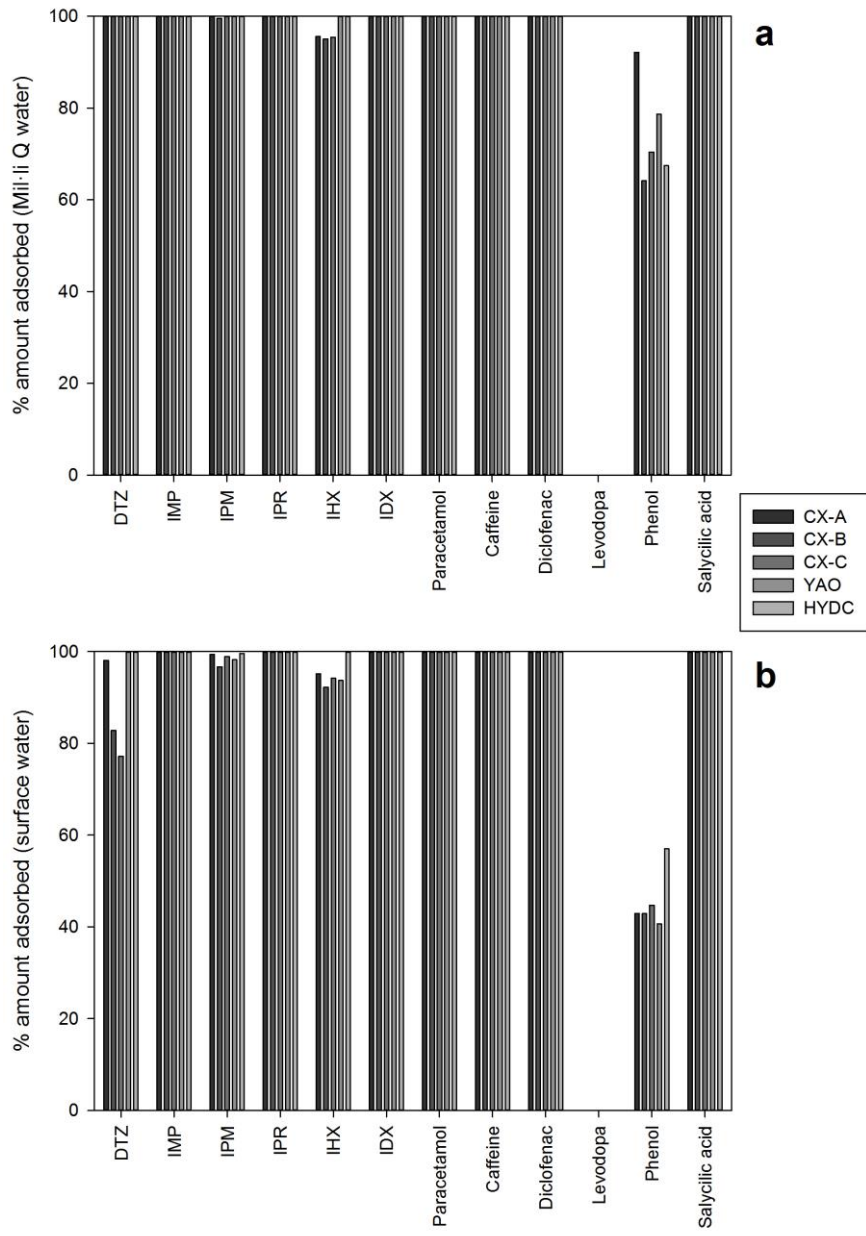 a
% amount adsorbed (Mil·li Q water)
100
80
60
40
20
0
DTZ
IMP
IPM
IPR
IHX
IDX
Paracetamol
Caffeine
Diclofenac
Levodopa
Phenol
Salycilic acid
CX-A
CX-B
CX-C
YAO
HYDC
b
% amount adsorbed (surface water)
100
80
60
40
20
0
DTZ
IMP
IPM
IPR
IHX
IDX
Paracetamol
Caffeine
Diclofenac
Levodopa
Phenol
Salycilic acid